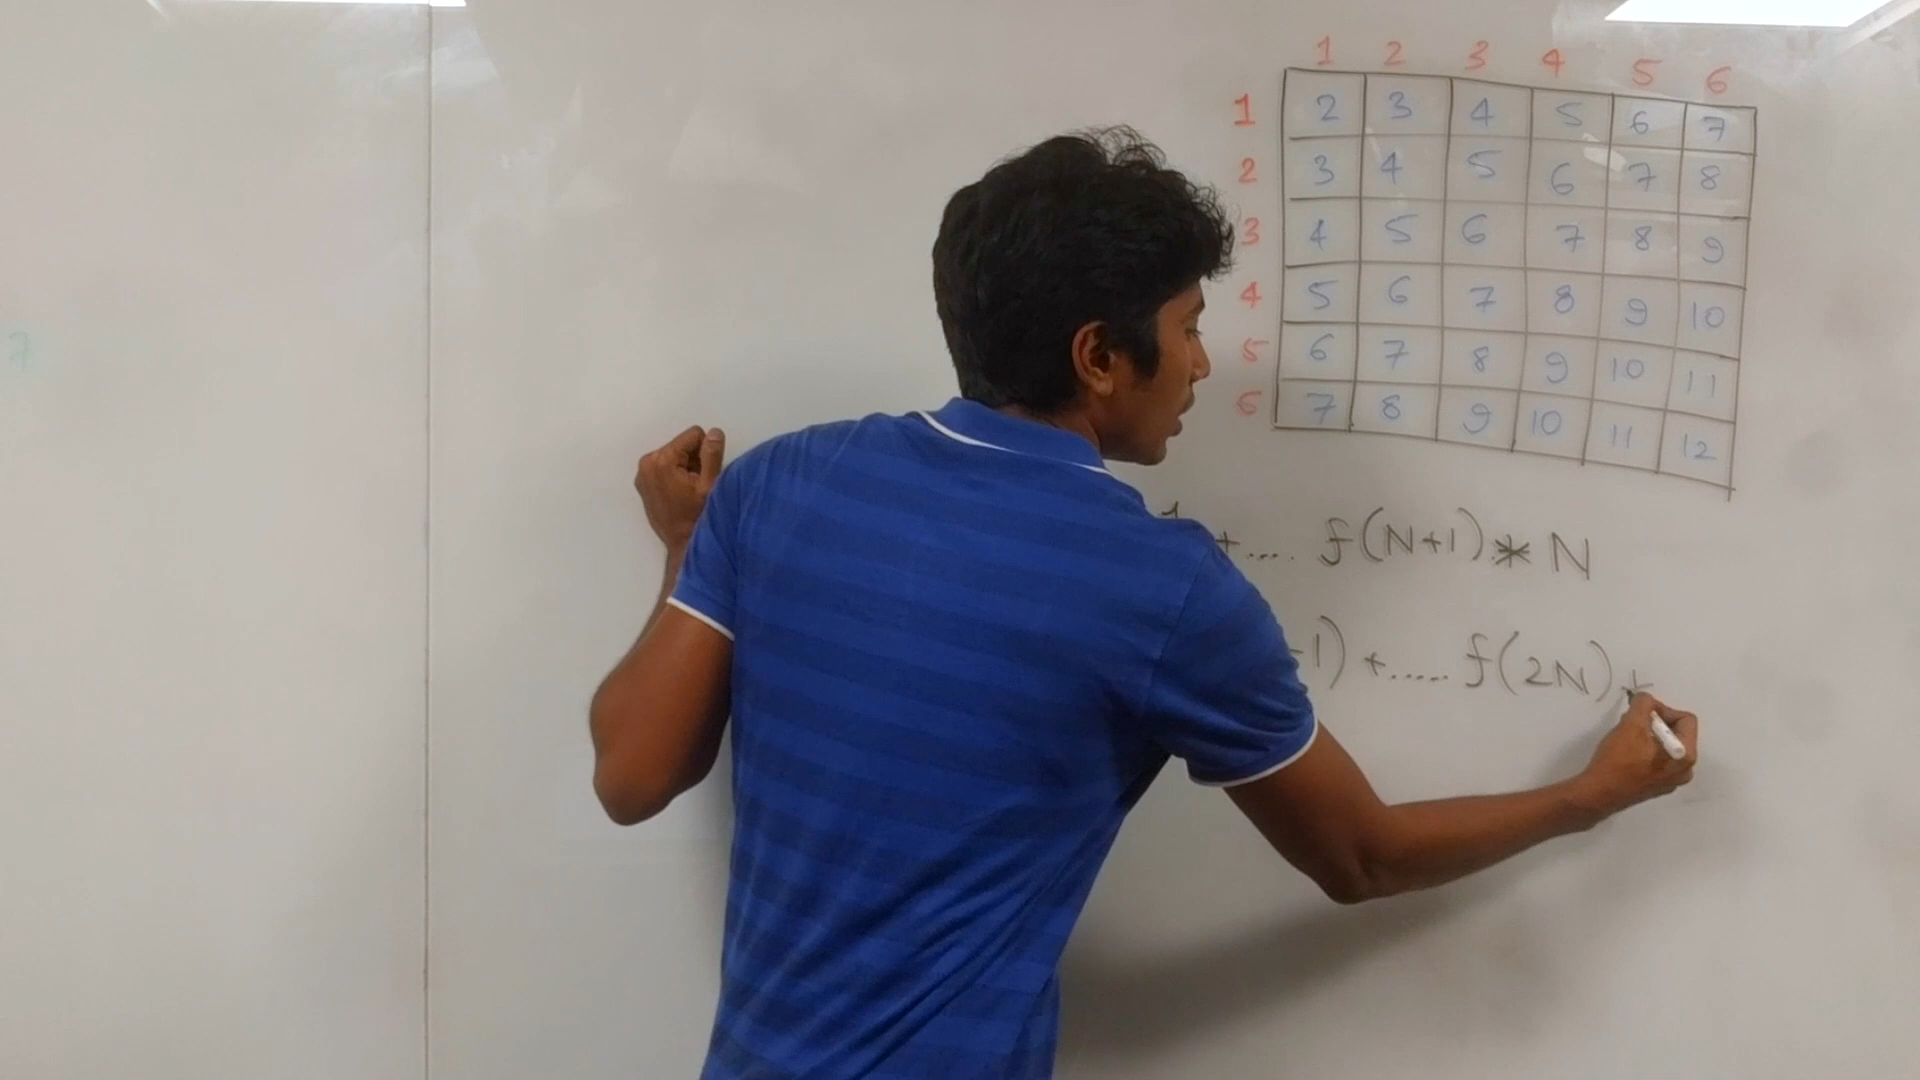 1 2 3 4 5 6
1 2 3 4 5 6 7
2 3 4 5 6 7 8
3 4 5 6 7 8 9
4 5 6 7 8 9 10
5 6 7 8 9 10 11
6 7 8 9 10 11 12
+.... f(N+1) * N
1) +..... f(2N)
7